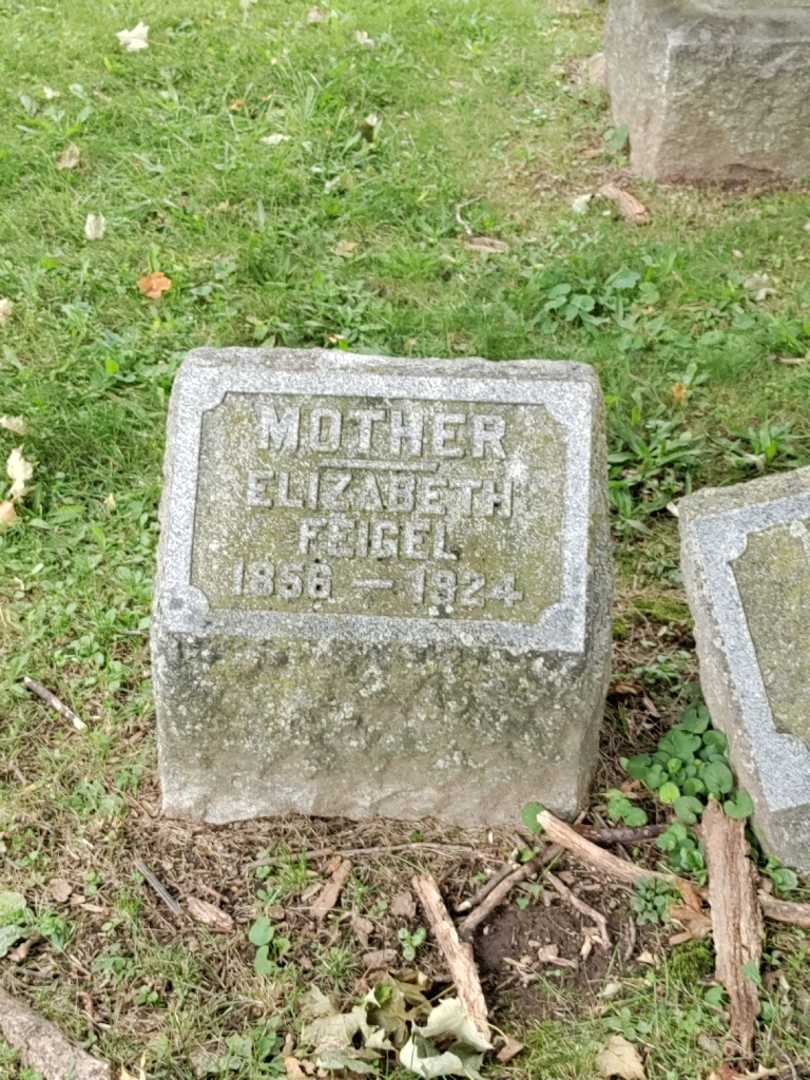 MOTHER
ELIZABETH
FEIGEL
1856 — 1924